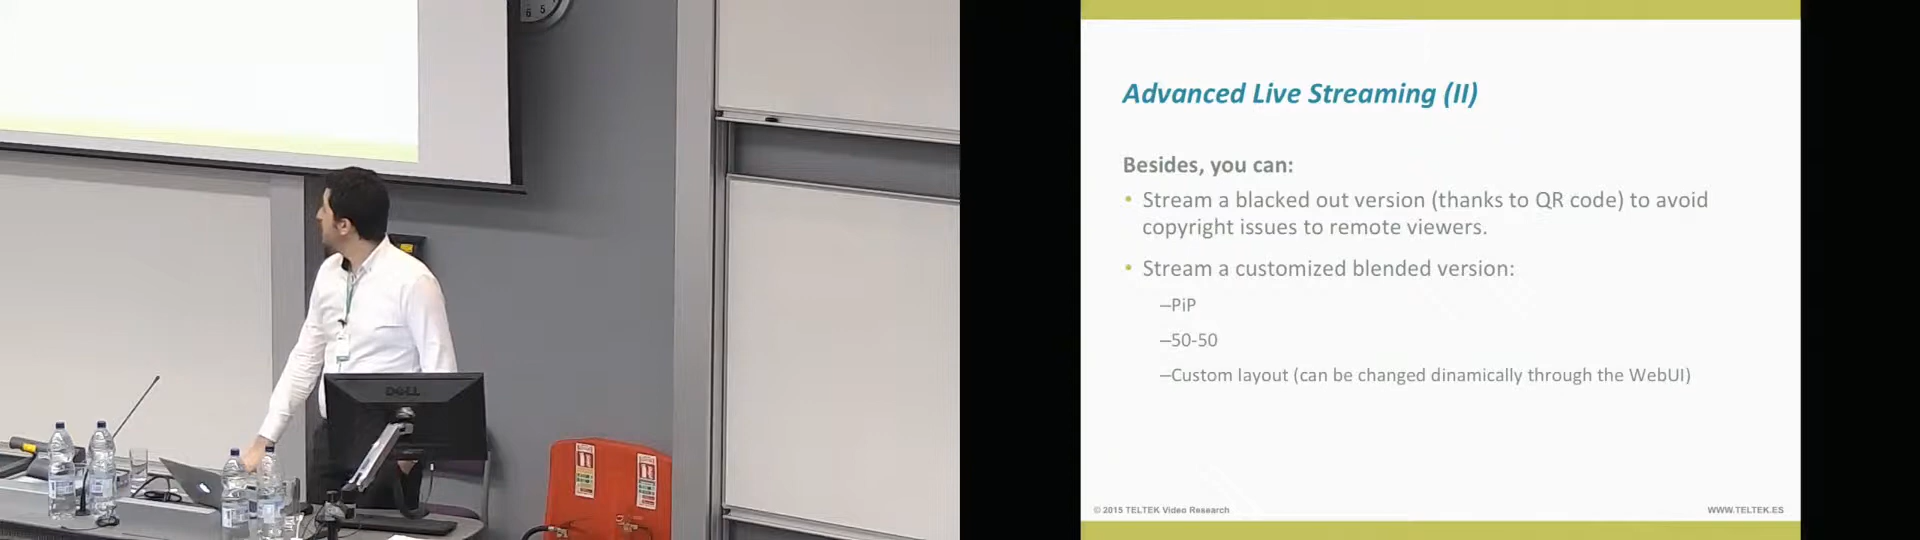 6 5
DELL
Advanced Live Streaming (II)
Besides, you can:
• Stream a blacked out version (thanks to QR code) to avoid
copyright issues to remote viewers.
• Stream a customized blended version:
–PiP
–50-50
–Custom layout (can be changed dinamically through the WebUI)
© 2015 TELTEK Video Research
WWW.TELTEK.ES